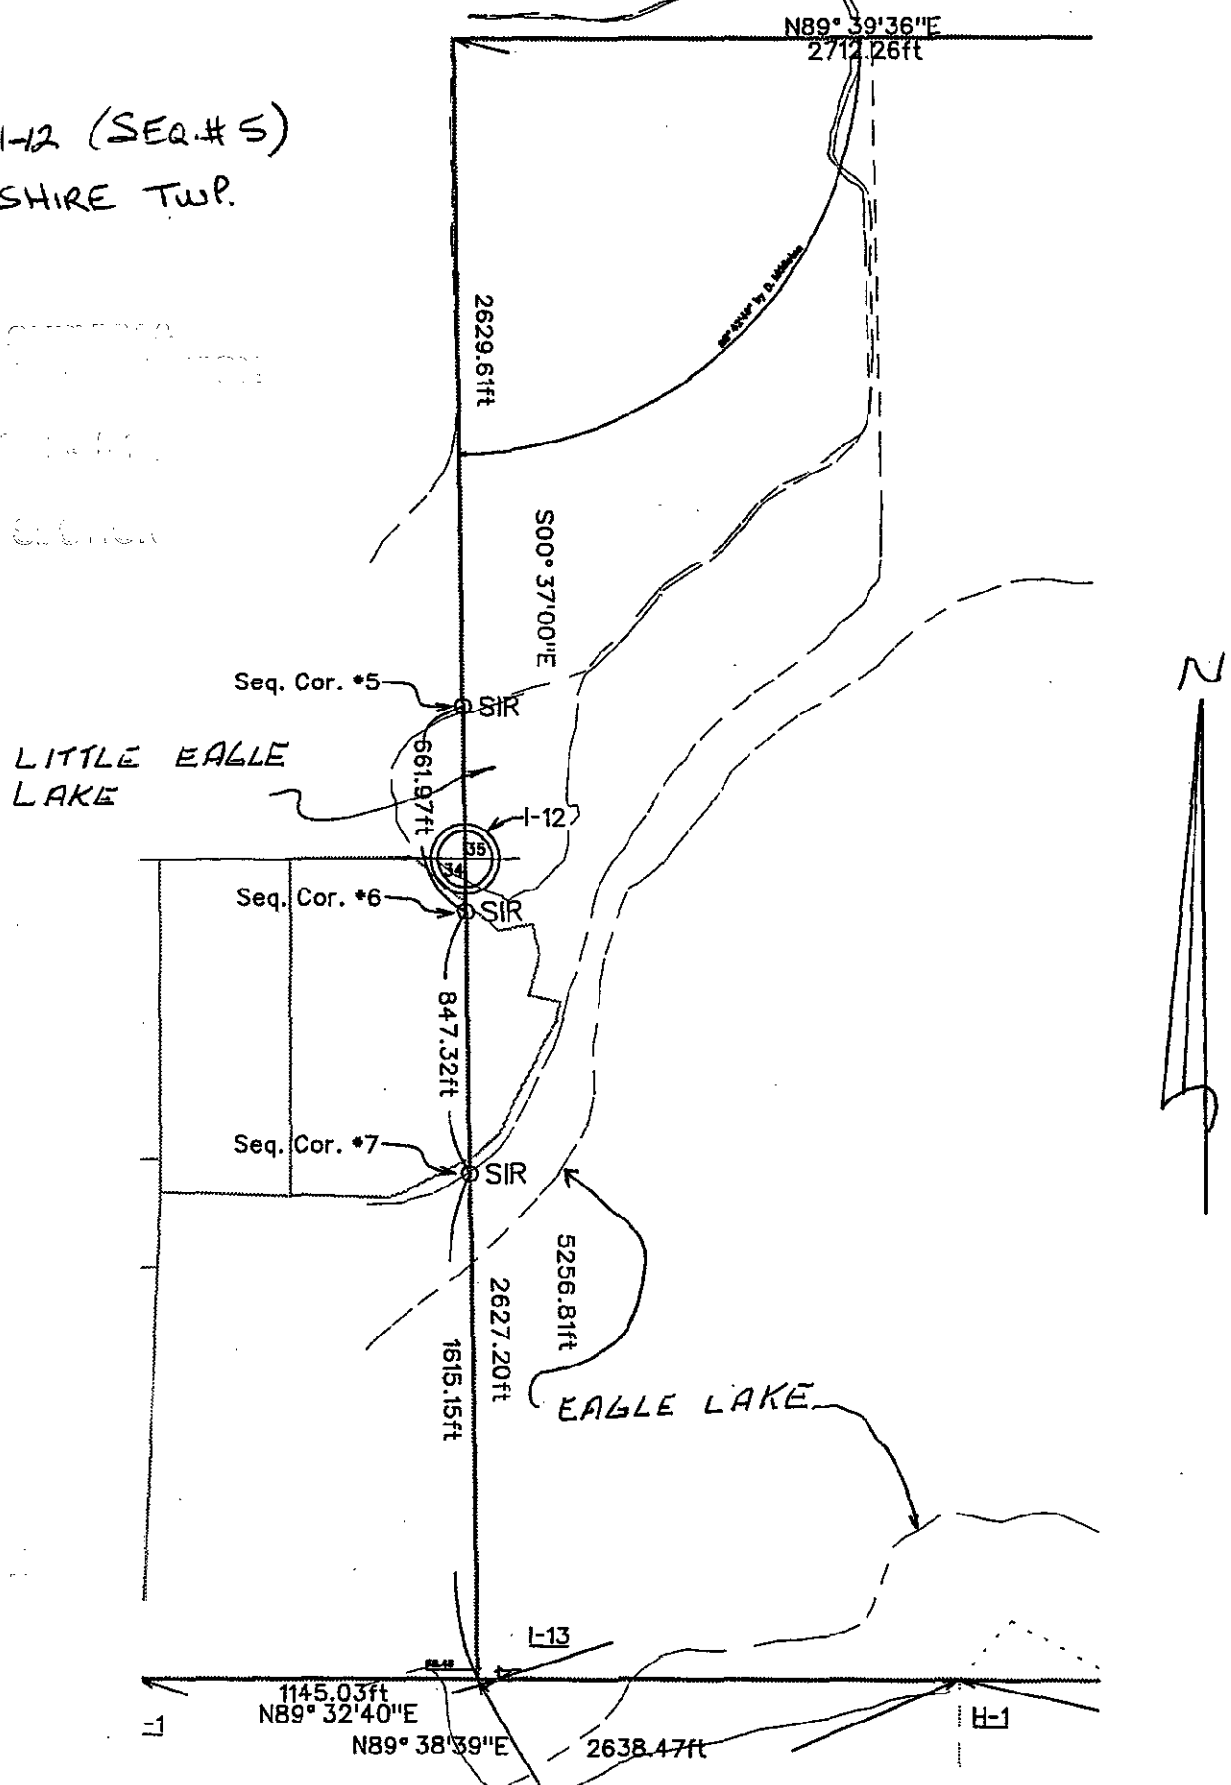 N89° 39'36"E
2712.26ft
I-12 (SEQ.# 5)
SHIRE TWP.
2629.61ft
S00° 37'00"E
Seq. Cor. #5
SIR
LITTLE EAGLE
LAKE
661.97ft
I-12
35
34
Seq. Cor. #6
SIR
847.32ft
Seq. Cor. #7
SIR
5256.81ft
2627.20ft
1615.15ft
EAGLE LAKE
N
I-13
1145.03ft
N89° 32'40"E
-1
H-1
N89° 38'39"E
2638.47ft